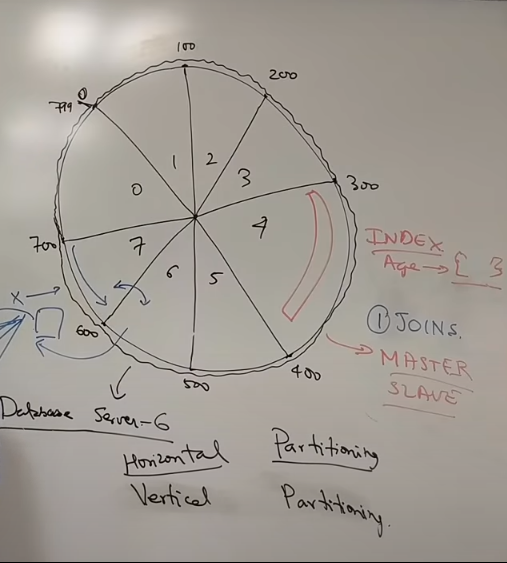 100
200
0
799
1
2
3
300
0
4
INDEX
Age → { }
700
7
6
5
X →
① JOINS.
600
MASTER
SLAVE
500
400
Database Server-6
Horizontal Partitioning
Vertical Partitioning.